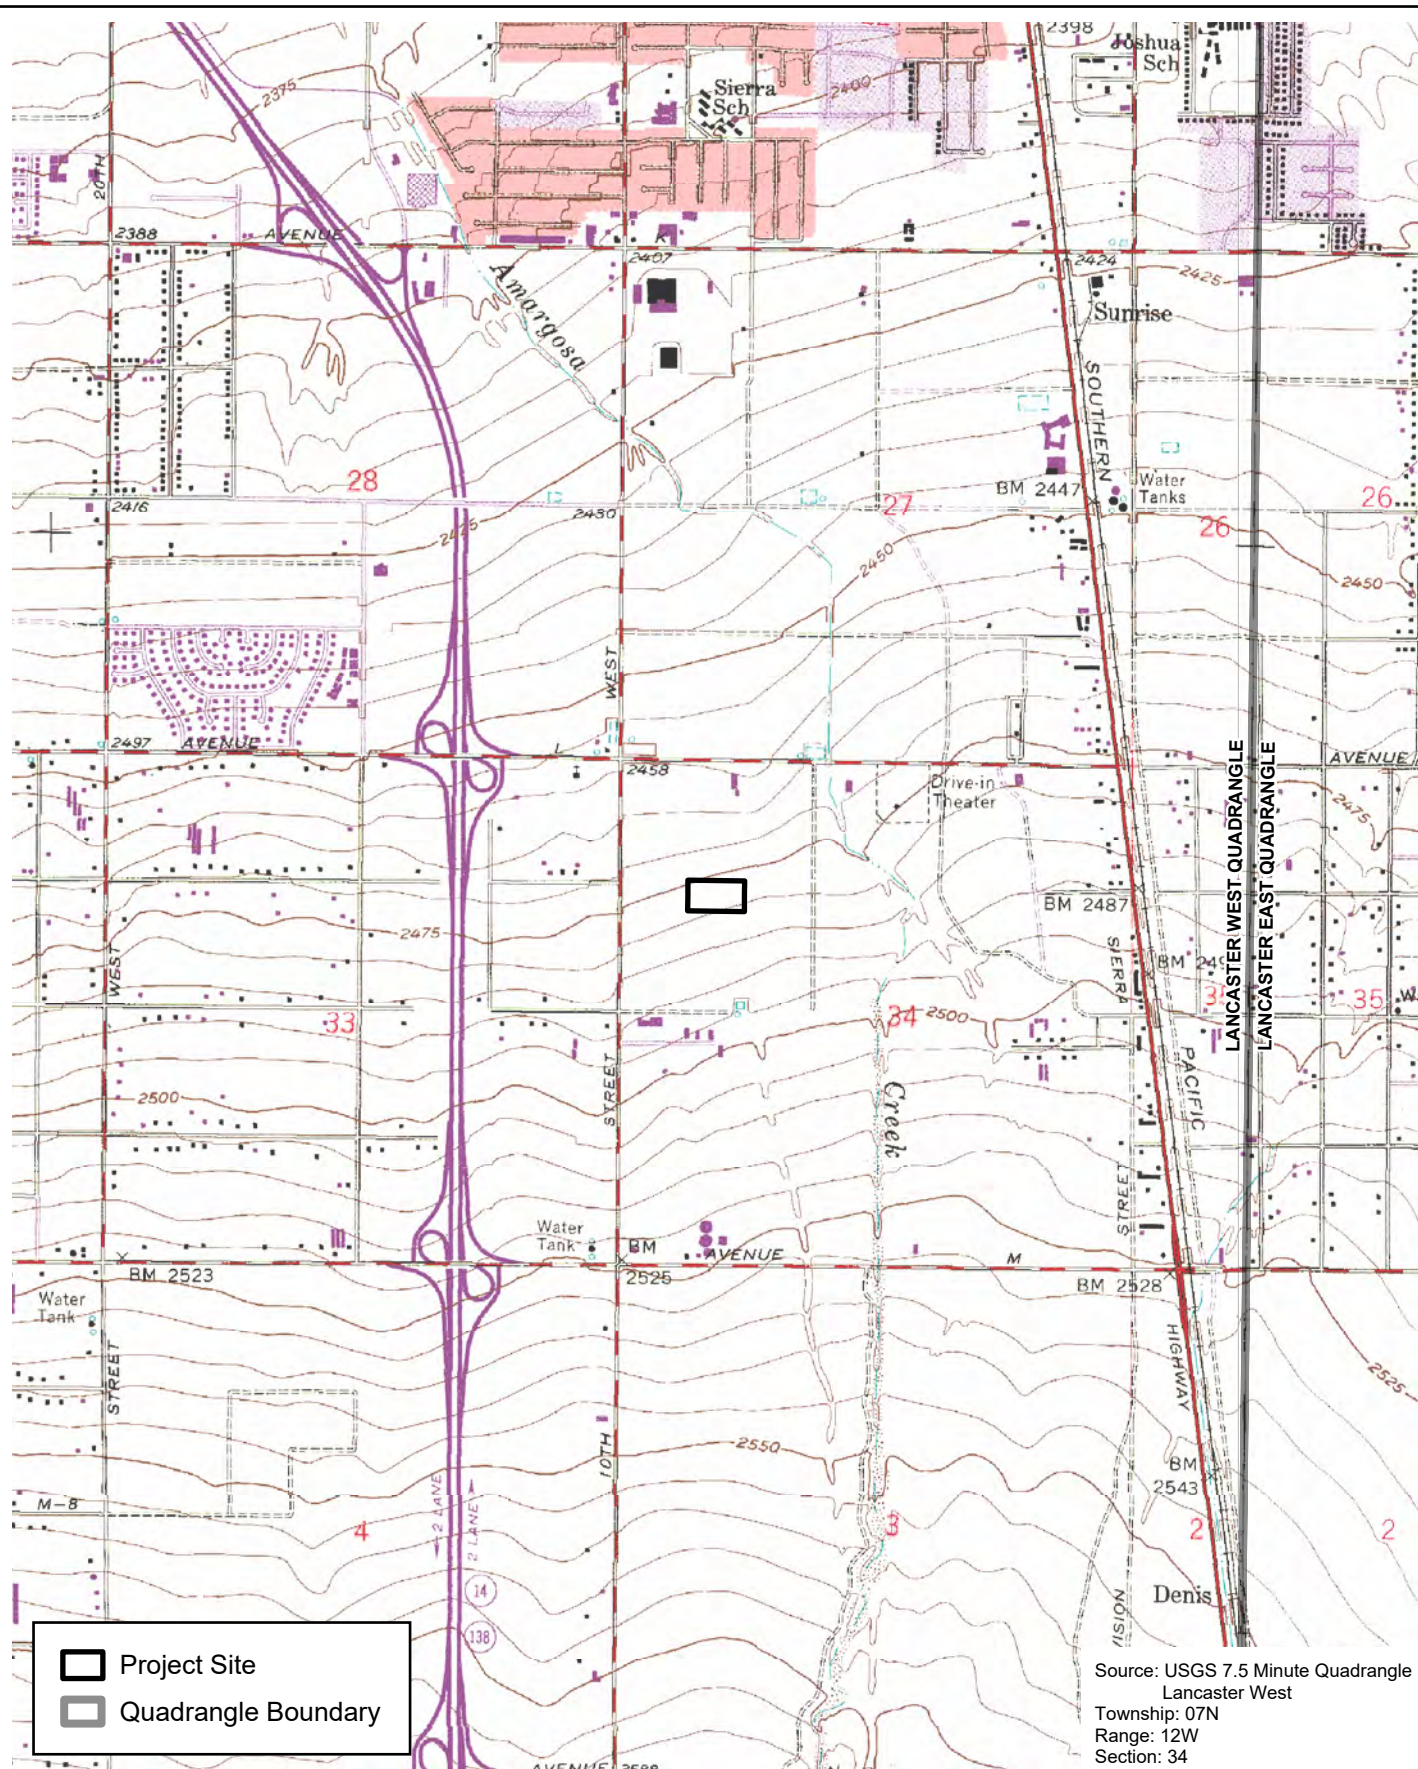 2398
Joshua
Sch
2375
Sierra
Sch
2400
20TH
2388
AVENUE
K
2407
2424
2425
Amargosa
Sunrise
SOUTHERN
28
BM 2447
Water
Tanks
27
26
26
2416
2430
2425
2450
2450
WEST
2497
AVENUE
L
2458
AVENUE
Drive-in
Theater
2475
LANCASTER WEST QUADRANGLE
LANCASTER EAST QUADRANGLE
BM 2487
2475
WEST
SIERRA
BM
33
34
2500
35
W
STREET
PACIFIC
2500
Creek
STREET
Water
Tank
BM
2525
AVENUE
M
BM 2523
BM 2528
Water
Tank
STREET
HIGHWAY
2525
10TH
2550
BM
2543
M-8
2 LANE
2 LANE
4
3
2
2
14
138
Denis
Project Site
Quadrangle Boundary
Source: USGS 7.5 Minute Quadrangle
Lancaster West
Township: 07N
Range: 12W
Section: 34